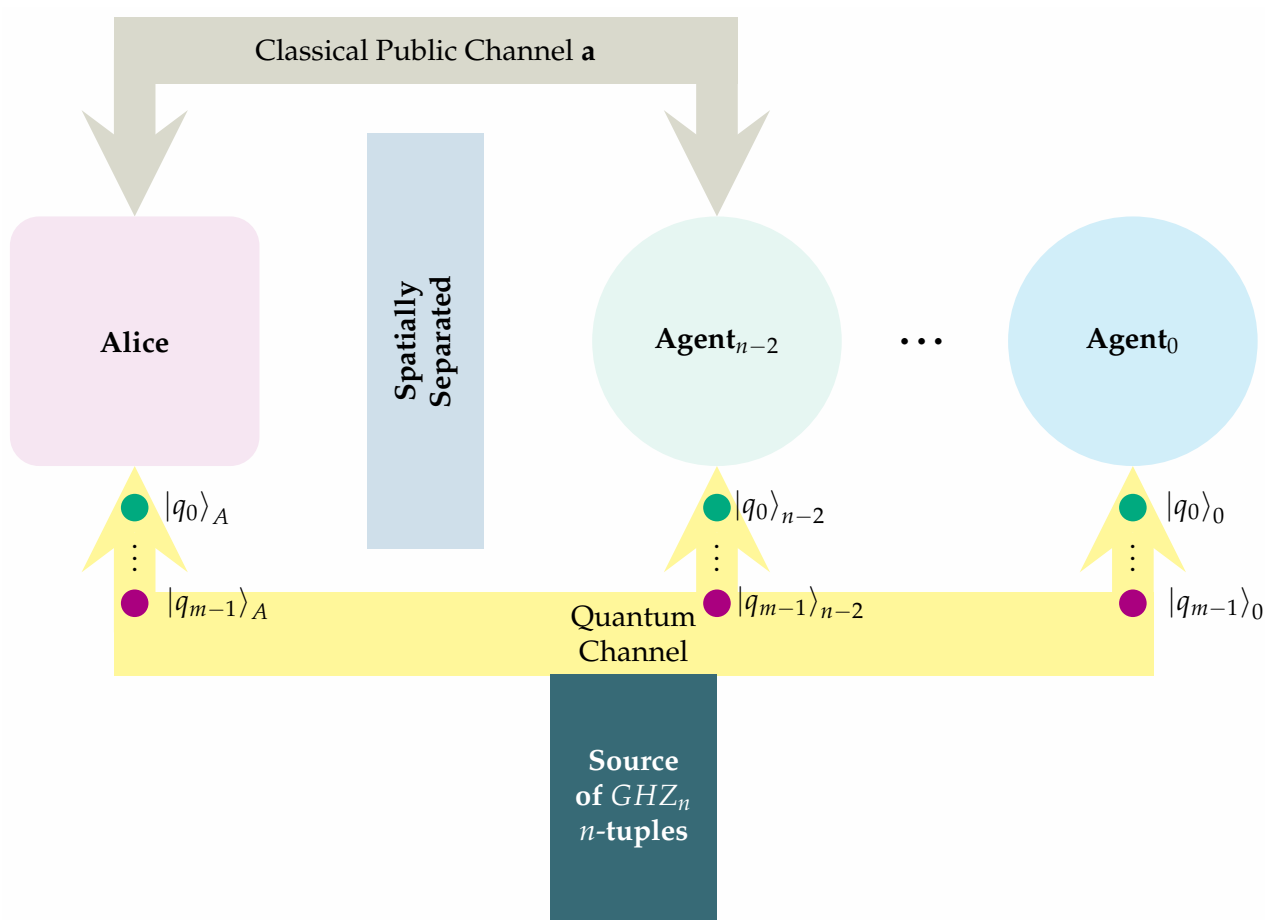 Classical Public Channel a
Spatially
Separated
Alice
Agent_{n−2}
⋯
Agent_0
|q_0⟩_A
|q_0⟩_{n−2}
|q_0⟩_0
⋮
⋮
⋮
|q_{m−1}⟩_A
|q_{m−1}⟩_{n−2}
|q_{m−1}⟩_0
Quantum
Channel
Source
of GHZ_n
n-tuples